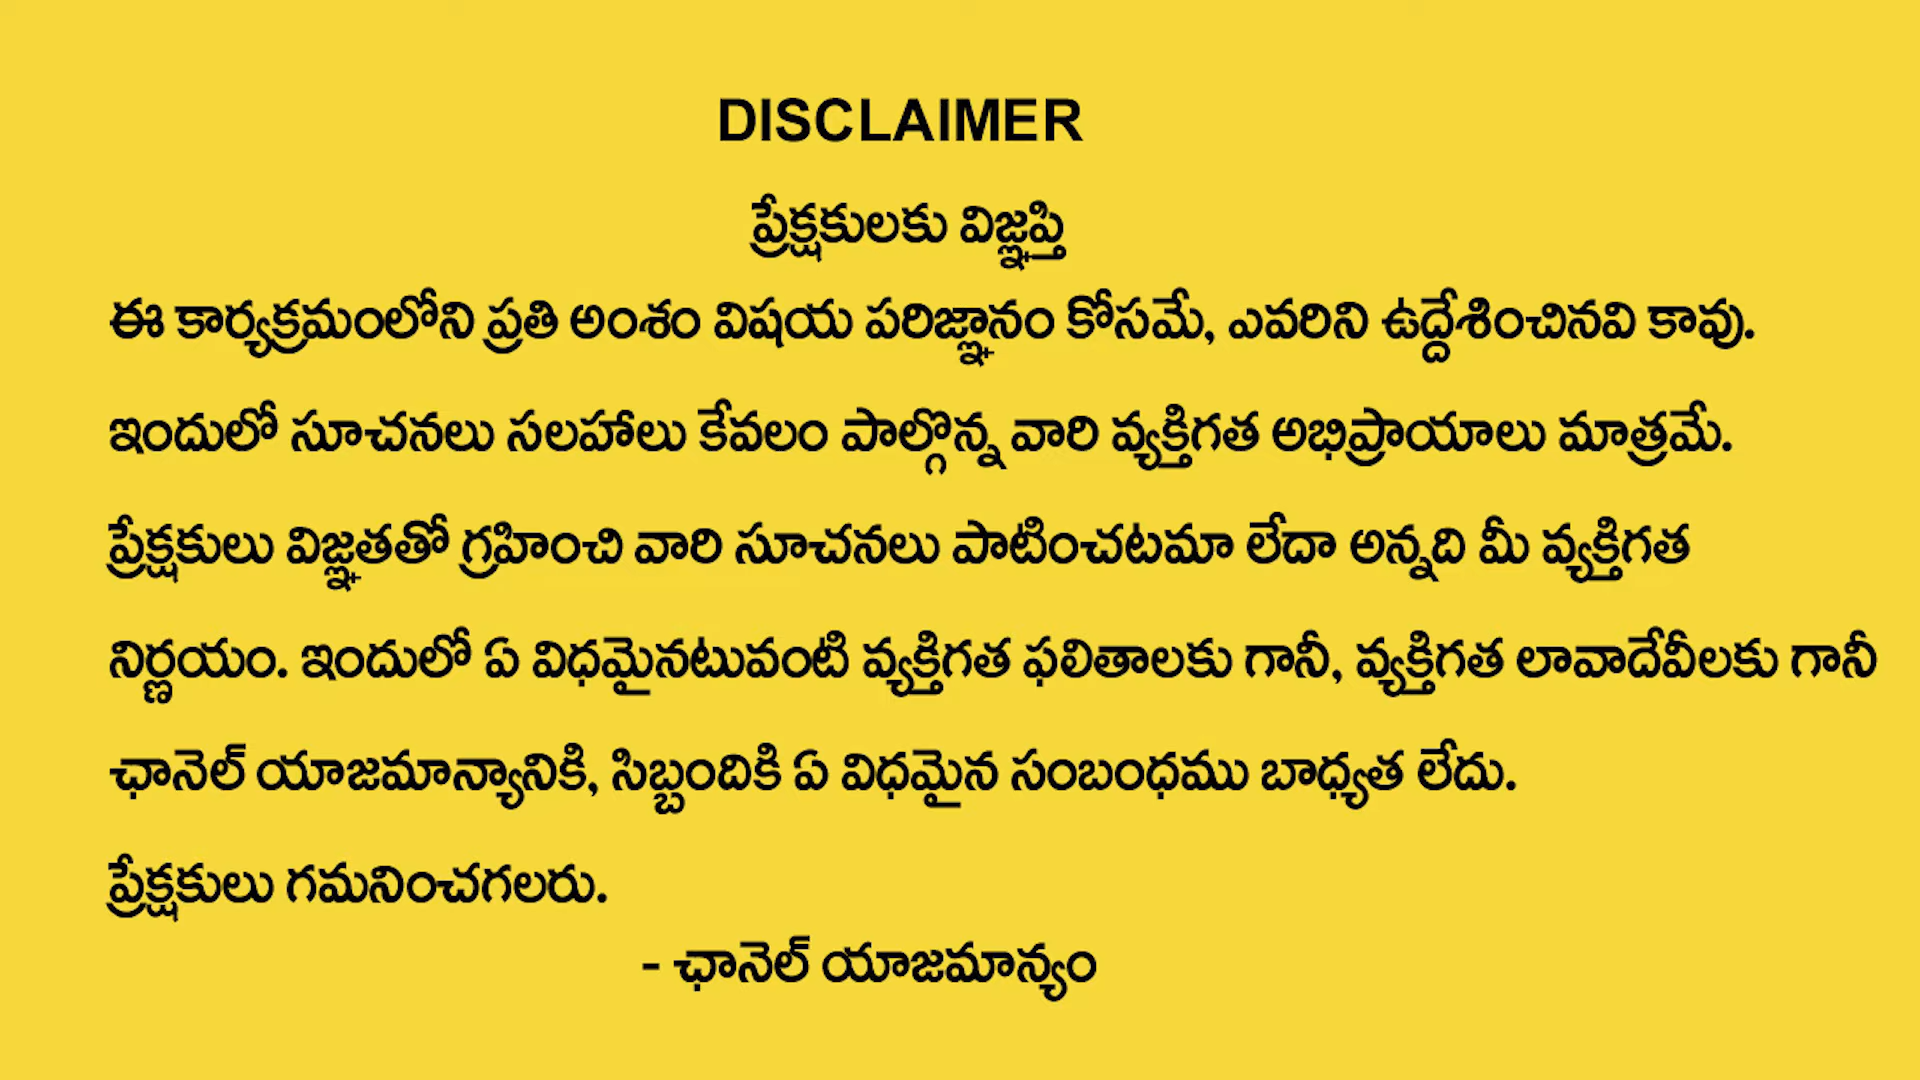 DISCLAIMER
ప్రేక్షకులకు విజ్ఞప్తి
ఈ కార్యక్రమంలోని ప్రతి అంశం విషయ పరిజ్ఞానం కోసమే, ఎవరిని ఉద్దేశించినవి కావు.
ఇందులో సూచనలు సలహాలు కేవలం పాల్గొన్న వారి వ్యక్తిగత అభిప్రాయాలు మాత్రమే.
ప్రేక్షకులు విజ్ఞతతో గ్రహించి వారి సూచనలు పాటించటమా లేదా అన్నది మీ వ్యక్తిగత
నిర్ణయం. ఇందులో ఏ విధమైనటువంటి వ్యక్తిగత ఫలితాలకు గానీ, వ్యక్తిగత లావాదేవీలకు గానీ
ఛానెల్ యాజమాన్యానికి, సిబ్బందికి ఏ విధమైన సంబంధము బాధ్యత లేదు.
ప్రేక్షకులు గమనించగలరు.
- ఛానెల్ యాజమాన్యం